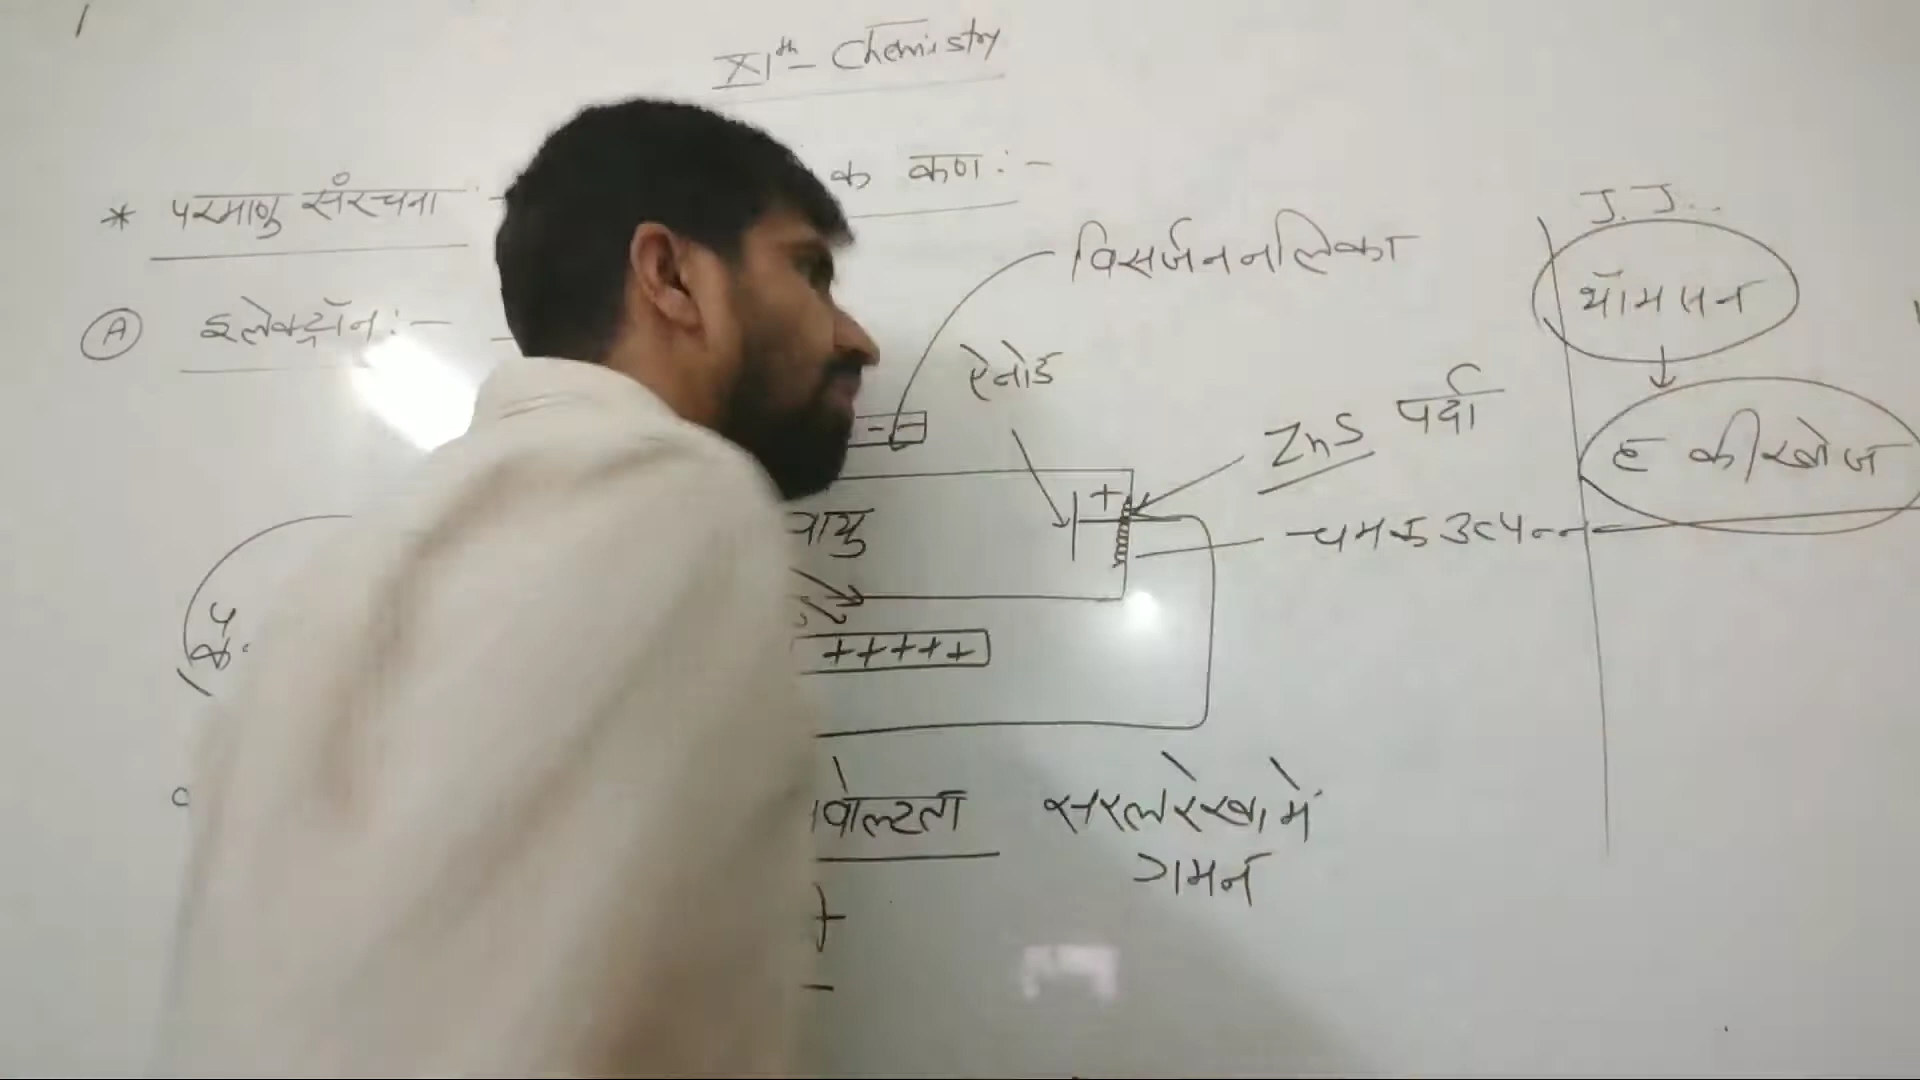 XIth - Chemistry
* परमाणु संरचना :-
क कण :-
J.J..
थॉमसन
विसर्जन नलिका
(A) इलेक्ट्रॉन :-
ऐनोड
ZnS पर्दा
e की खोज
- -
+
वायु
चमक उत्पन्न
+++++
वोल्टता
सरल रेखा में
गमन
+
-